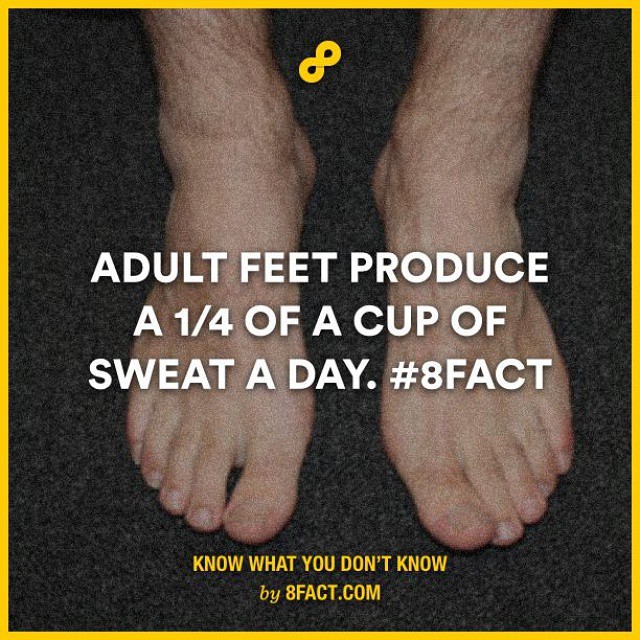 ADULT FEET PRODUCE
A 1/4 OF A CUP OF
SWEAT A DAY. #8FACT
KNOW WHAT YOU DON'T KNOW
by 8FACT.COM